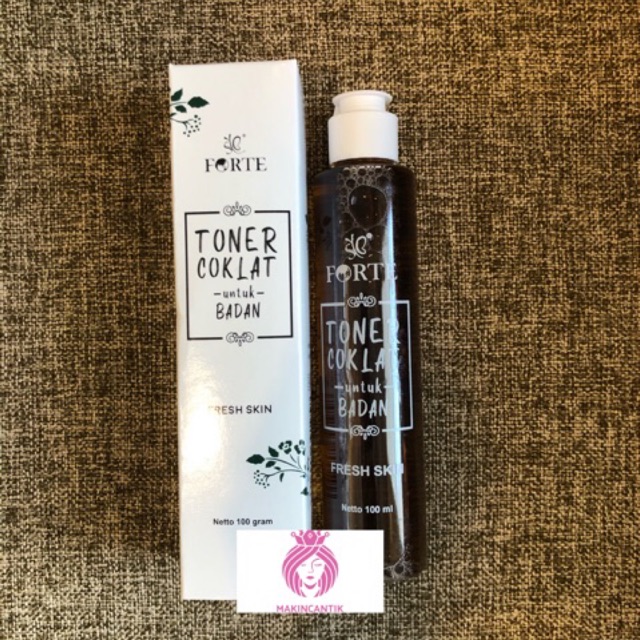 FORTE
TONER
COKLAT
untuk
BADAN
FRESH SKIN
Netto 100 gram
FORTE
TONER
COKLAT
untuk
BADAN
FRESH SKIN
Netto 100 ml
MAKINCANTIK